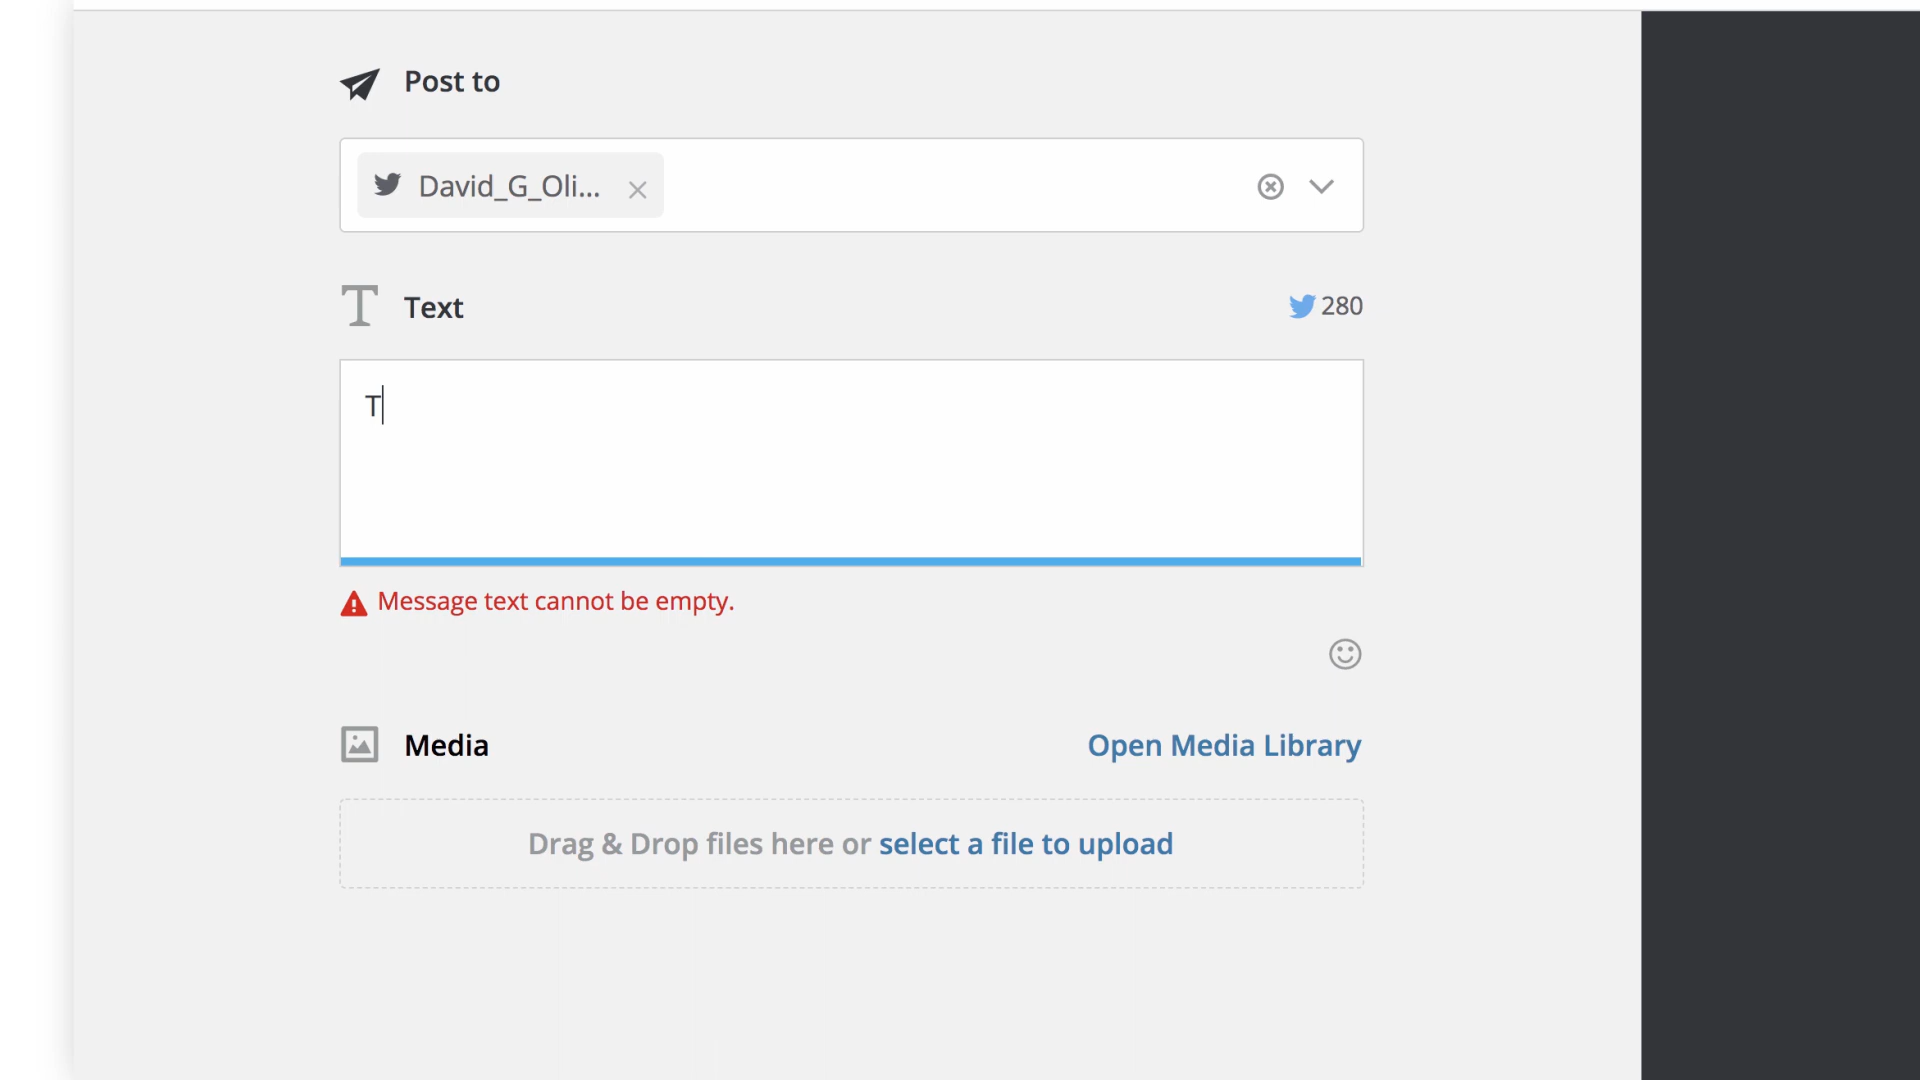 Post to
David_G_Oli...
Text
280
T
Message text cannot be empty.
Media
Open Media Library
Drag & Drop files here or select a file to upload